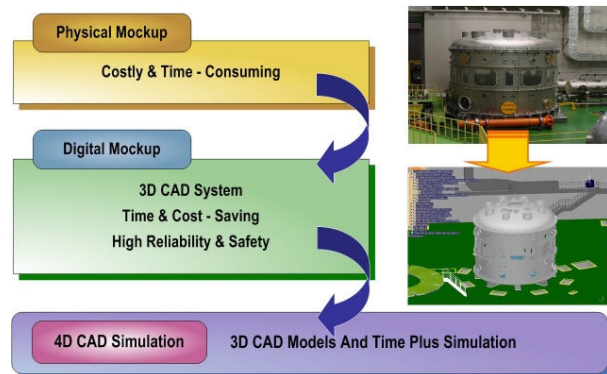 Physical Mockup
Costly & Time - Consuming
Digital Mockup
3D CAD System
Time & Cost - Saving
High Reliability & Safety
4D CAD Simulation
3D CAD Models And Time Plus Simulation